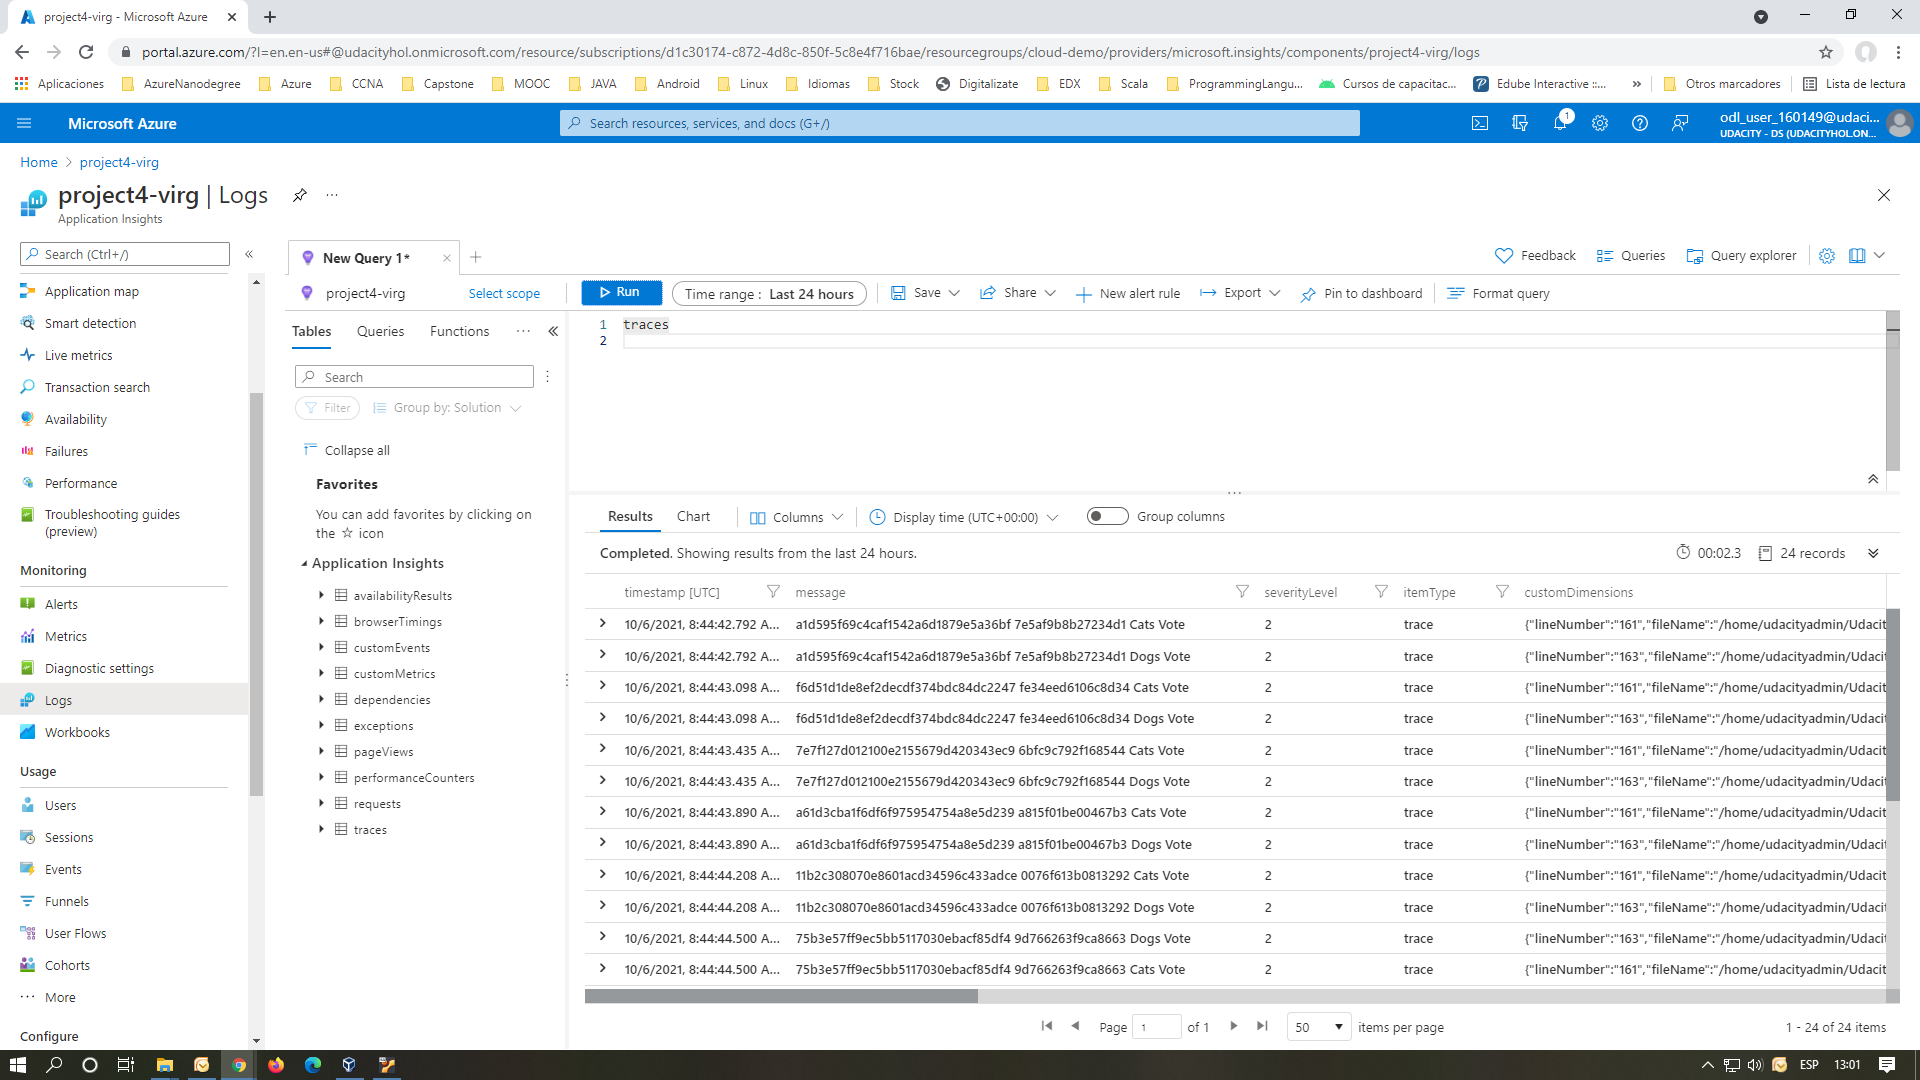 project4-virg - Microsoft Azure
portal.azure.com/?l=en.en-us#@udacityhol.onmicrosoft.com/resource/subscriptions/d1c30174-c872-4d8c-850f-5c8e4f716bae/resourcegroups/cloud-demo/providers/microsoft.insights/components/project4-virg/logs
Aplicaciones AzureNanodegree Azure CCNA Capstone MOOC JAVA Android Linux Idiomas Stock Digitalizate EDX Scala ProgrammingLangu... Cursos de capacitac... Edube Interactive ::... » Otros marcadores Lista de lectura
Microsoft Azure
Search resources, services, and docs (G+/)
1
odl_user_160149@udaci...
UDACITY - DS (UDACITYHOL.ON...
Home > project4-virg
project4-virg | Logs
Application Insights
Search (Ctrl+/)
Application map
Smart detection
Live metrics
Transaction search
Availability
Failures
Performance
Troubleshooting guides
(preview)
Monitoring
Alerts
Metrics
Diagnostic settings
Logs
Workbooks
Usage
Users
Sessions
Events
Funnels
User Flows
Cohorts
More
Configure
New Query 1*
Feedback Queries Query explorer
project4-virg Select scope
Run Time range : Last 24 hours Save Share New alert rule Export Pin to dashboard Format query
Tables Queries Functions
Search
Filter Group by: Solution
Collapse all
Favorites
You can add favorites by clicking on
the ☆ icon
Application Insights
availabilityResults
browserTimings
customEvents
customMetrics
dependencies
exceptions
pageViews
performanceCounters
requests
traces
1 traces
2
Results Chart Columns Display time (UTC+00:00) Group columns
Completed. Showing results from the last 24 hours. 00:02.3 24 records
timestamp [UTC] message severityLevel itemType customDimensions
10/6/2021, 8:44:42.792 A... a1d595f69c4caf1542a6d1879e5a36bf 7e5af9b8b27234d1 Cats Vote 2 trace {"lineNumber":"161","fileName":"/home/udacityadmin/Udacit
10/6/2021, 8:44:42.792 A... a1d595f69c4caf1542a6d1879e5a36bf 7e5af9b8b27234d1 Dogs Vote 2 trace {"lineNumber":"163","fileName":"/home/udacityadmin/Udacit
10/6/2021, 8:44:43.098 A... f6d51d1de8ef2decdf374bdc84dc2247 fe34eed6106c8d34 Cats Vote 2 trace {"lineNumber":"161","fileName":"/home/udacityadmin/Udacit
10/6/2021, 8:44:43.098 A... f6d51d1de8ef2decdf374bdc84dc2247 fe34eed6106c8d34 Dogs Vote 2 trace {"lineNumber":"163","fileName":"/home/udacityadmin/Udacit
10/6/2021, 8:44:43.435 A... 7e7f127d012100e2155679d420343ec9 6bfc9c792f168544 Cats Vote 2 trace {"lineNumber":"161","fileName":"/home/udacityadmin/Udacit
10/6/2021, 8:44:43.435 A... 7e7f127d012100e2155679d420343ec9 6bfc9c792f168544 Dogs Vote 2 trace {"lineNumber":"163","fileName":"/home/udacityadmin/Udacit
10/6/2021, 8:44:43.890 A... a61d3cba1f6df6f975954754a8e5d239 a815f01be00467b3 Cats Vote 2 trace {"lineNumber":"161","fileName":"/home/udacityadmin/Udacit
10/6/2021, 8:44:43.890 A... a61d3cba1f6df6f975954754a8e5d239 a815f01be00467b3 Dogs Vote 2 trace {"lineNumber":"163","fileName":"/home/udacityadmin/Udacit
10/6/2021, 8:44:44.208 A... 11b2c308070e8601acd34596c433adce 0076f613b0813292 Cats Vote 2 trace {"lineNumber":"161","fileName":"/home/udacityadmin/Udacit
10/6/2021, 8:44:44.208 A... 11b2c308070e8601acd34596c433adce 0076f613b0813292 Dogs Vote 2 trace {"lineNumber":"163","fileName":"/home/udacityadmin/Udacit
10/6/2021, 8:44:44.500 A... 75b3e57ff9ec5bb5117030ebacf85df4 9d766263f9ca8663 Dogs Vote 2 trace {"lineNumber":"163","fileName":"/home/udacityadmin/Udacit
10/6/2021, 8:44:44.500 A... 75b3e57ff9ec5bb5117030ebacf85df4 9d766263f9ca8663 Cats Vote 2 trace {"lineNumber":"161","fileName":"/home/udacityadmin/Udacit
Page 1 of 1 50 items per page 1 - 24 of 24 items
ESP 13:01